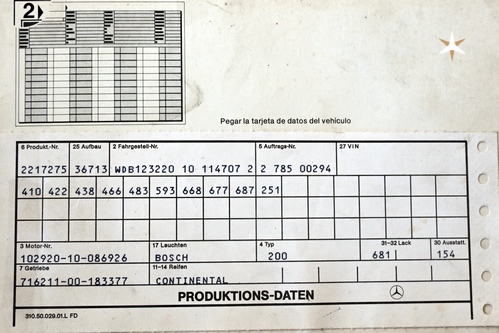 2
Pegar la tarjeta de datos del vehículo
6 Produkt.-Nr. 25 Aufbau 2 Fahrgestell-Nr. 5 Auftrags-Nr. 27 VIN
2217275 36713 WDB123220 10 114707 2 2 785 00294
410 422 438 466 483 593 668 677 687 251
3 Motor-Nr. 17 Leuchten 4 Typ 31-32 Lack 30 Ausstatt.
102920-10-086926 BOSCH 200 681 154
7 Getriebe 11-14 Reifen
716211-00-183377 CONTINENTAL
PRODUKTIONS-DATEN
310.50.029.01.L FD